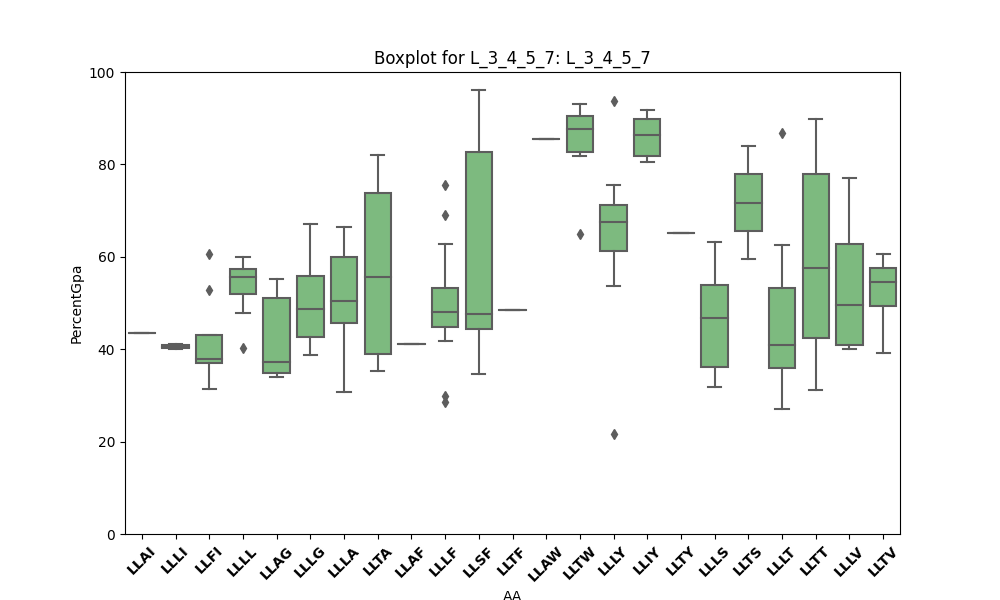 Boxplot for L_3_4_5_7: L_3_4_5_7
PercentGpa
100
80
60
40
20
0
LLAI LLLI LLFI LLLL LLAG LLLG LLLA LLTA LLAF LLLF LLSF LLTF LLAW LLTW LLLY LLIY LLTY LLLS LLTS LLLT LLTT LLLV LLTV
AA